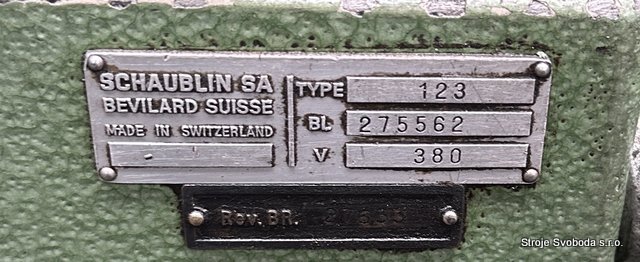 SCHAUBLIN SA
BEVILARD SUISSE
MADE IN SWITZERLAND
TYPE 123
BL 275562
V 380
Rev. BR.
Stroje Svoboda s.r.o.